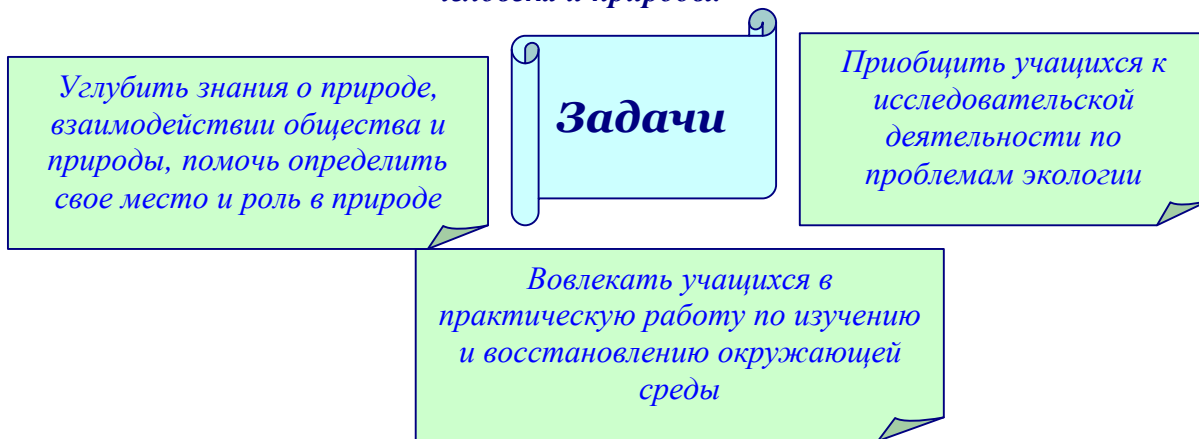 Углубить знания о природе,
взаимодействии общества и
природы, помочь определить
свое место и роль в природе
Задачи
Приобщить учащихся к
исследовательской
деятельности по
проблемам экологии
Вовлекать учащихся в
практическую работу по изучению
и восстановлению окружающей
среды